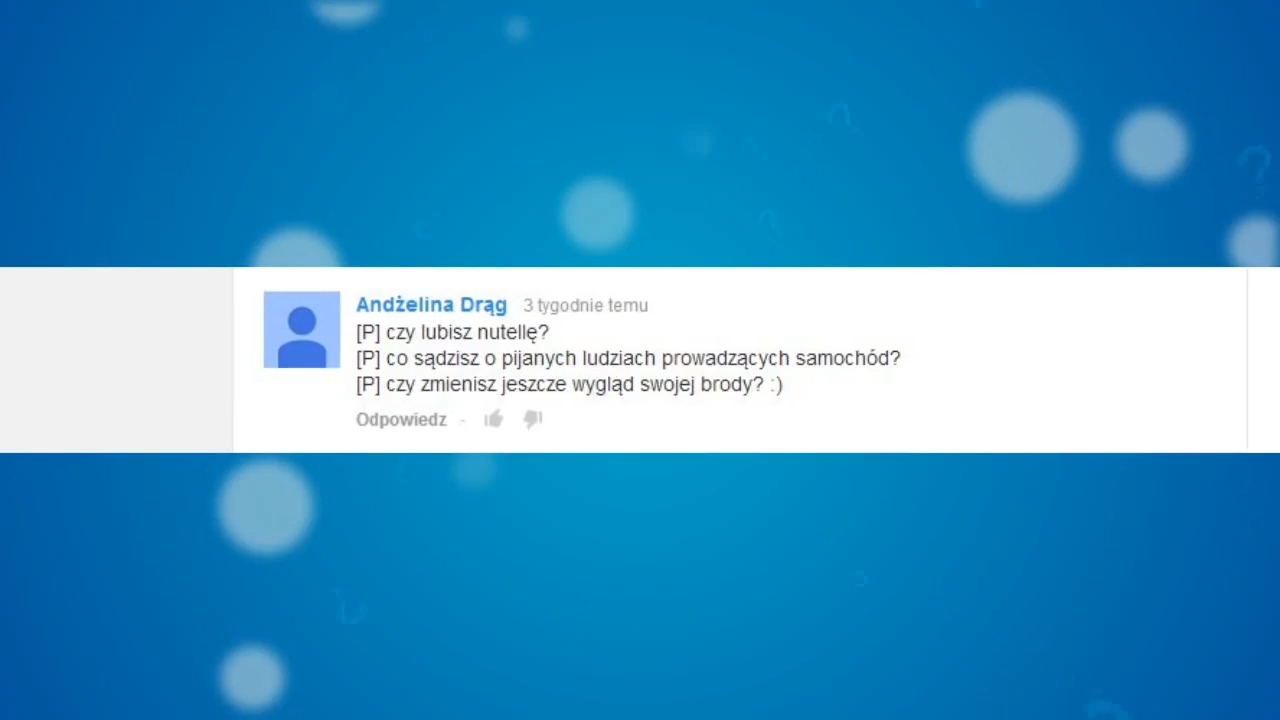 Andżelina Drąg 3 tygodnie temu
[P] czy lubisz nutellę?
[P] co sądzisz o pijanych ludziach prowadzących samochód?
[P] czy zmienisz jeszcze wygląd swojej brody? :)
Odpowiedz ·